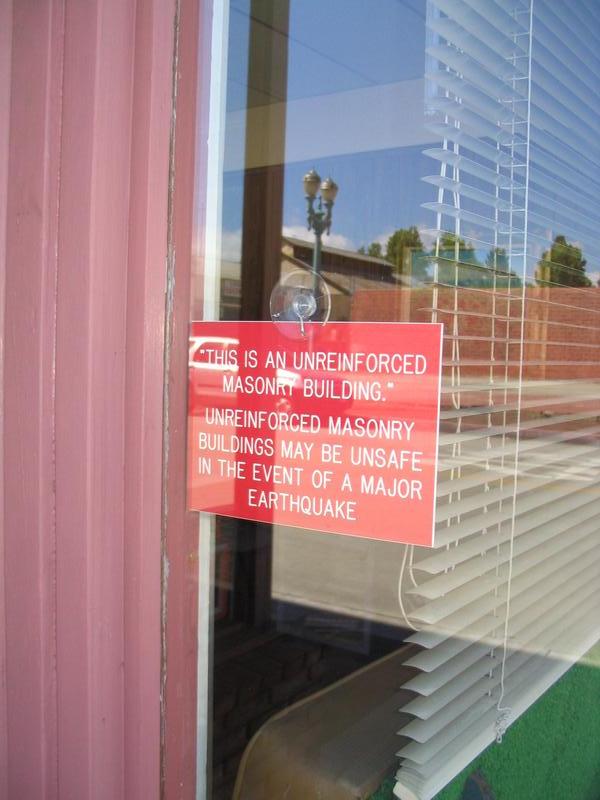 "THIS IS AN UNREINFORCED
MASONRY BUILDING."
UNREINFORCED MASONRY
BUILDINGS MAY BE UNSAFE
IN THE EVENT OF A MAJOR
EARTHQUAKE